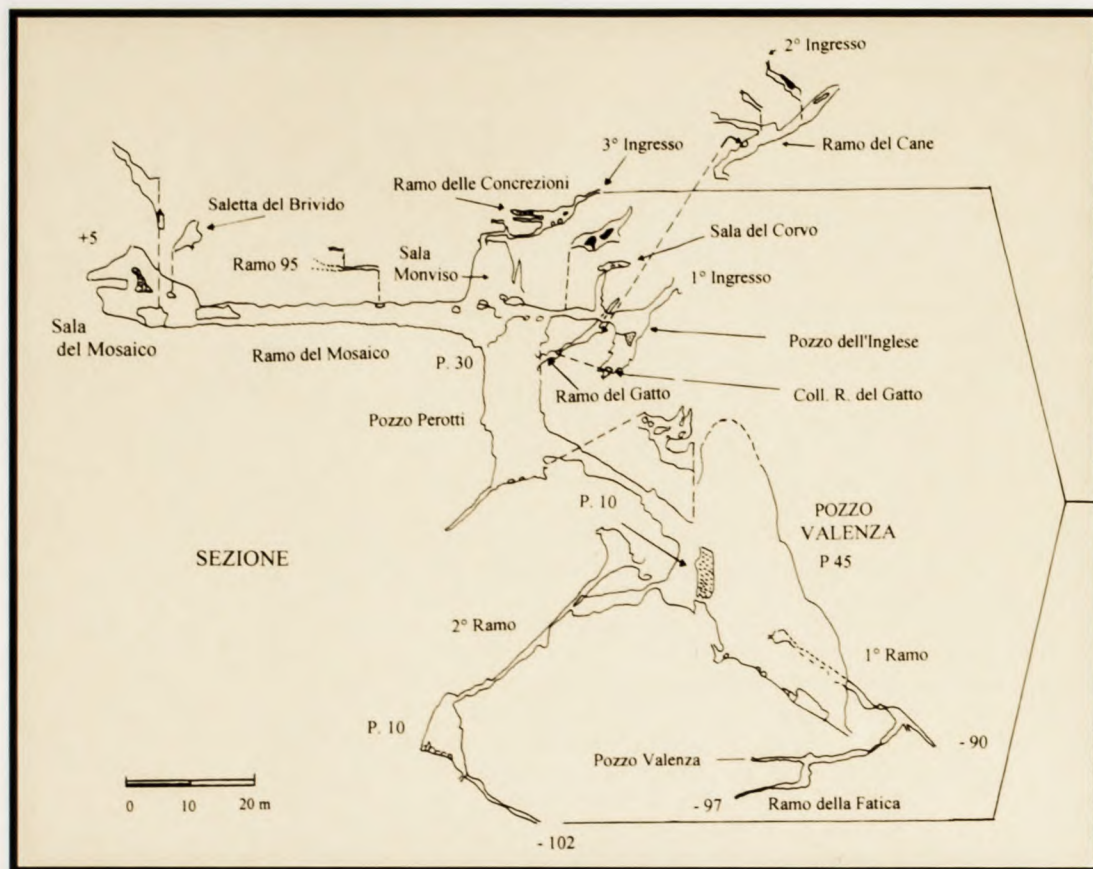 2° Ingresso
3° Ingresso
Ramo del Cane
Ramo delle Concrezioni
Saletta del Brivido
+5
Sala del Corvo
Sala
Monviso
Ramo 95
1° Ingresso
Sala
del Mosaico
Ramo del Mosaico
P. 30
Pozzo dell'Inglese
Ramo del Gatto
Coll. R. del Gatto
Pozzo Perotti
P. 10
POZZO
VALENZA
P 45
SEZIONE
2° Ramo
1° Ramo
P. 10
- 90
Pozzo Valenza
0 10 20 m
- 97
Ramo della Fatica
- 102